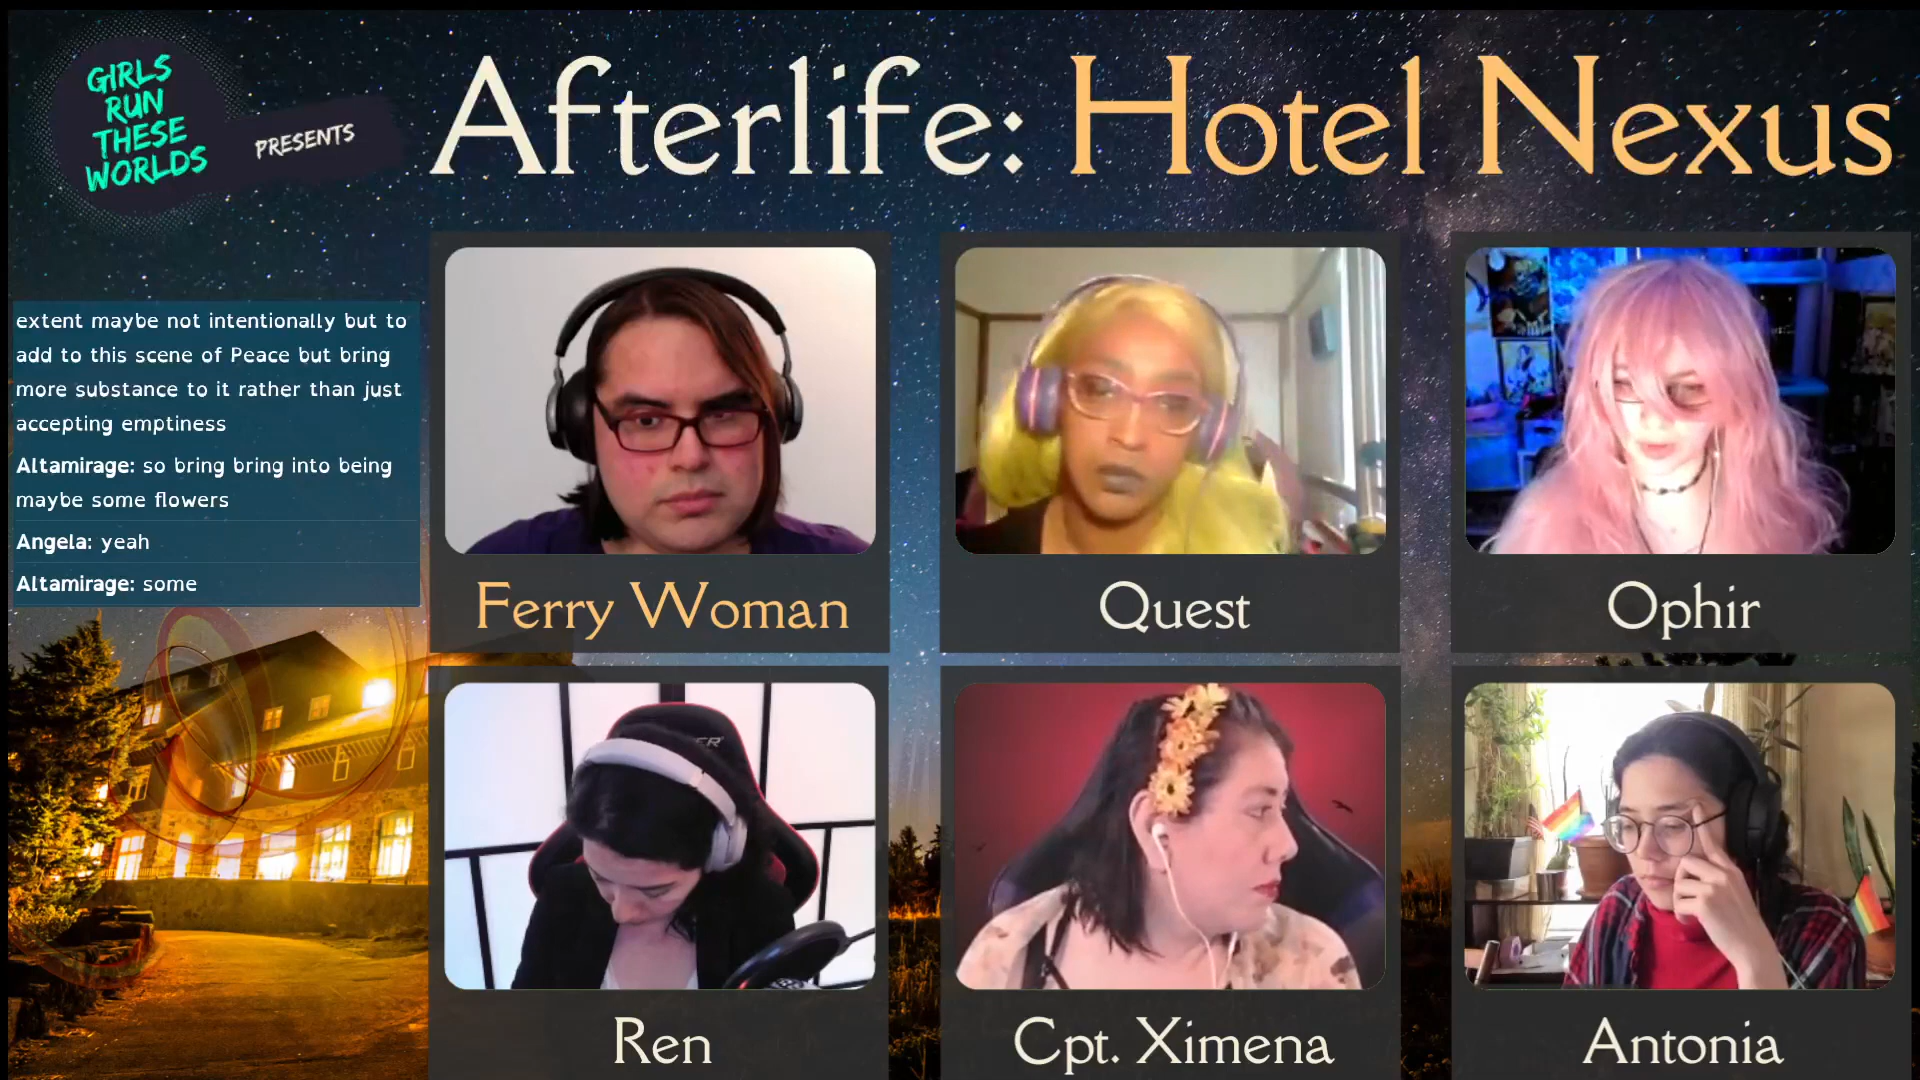 GIRLS
RUN
THESE
WORLDS
PRESENTS
Afterlife: Hotel Nexus
extent maybe not intentionally but to
add to this scene of Peace but bring
more substance to it rather than just
accepting emptiness
Altamirage: so bring bring into being
maybe some flowers
Angela: yeah
Altamirage: some
Ferry Woman
Quest
Ophir
Ren
Cpt. Ximena
Antonia